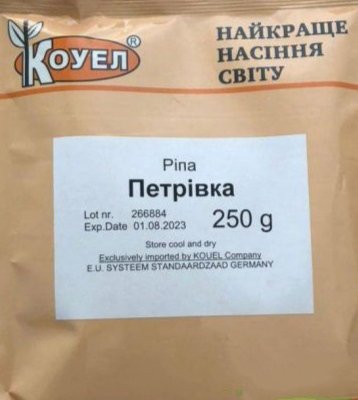 КОУЕЛ®
НАЙКРАЩЕ
НАСІННЯ
СВІТУ
Ріпа
Петрівка
Lot nr. 266884
Exp.Date 01.08.2023 250 g
Store cool and dry
Exclusively imported by KOUEL Company
E.U. SYSTEEM STANDAARDZAAD GERMANY